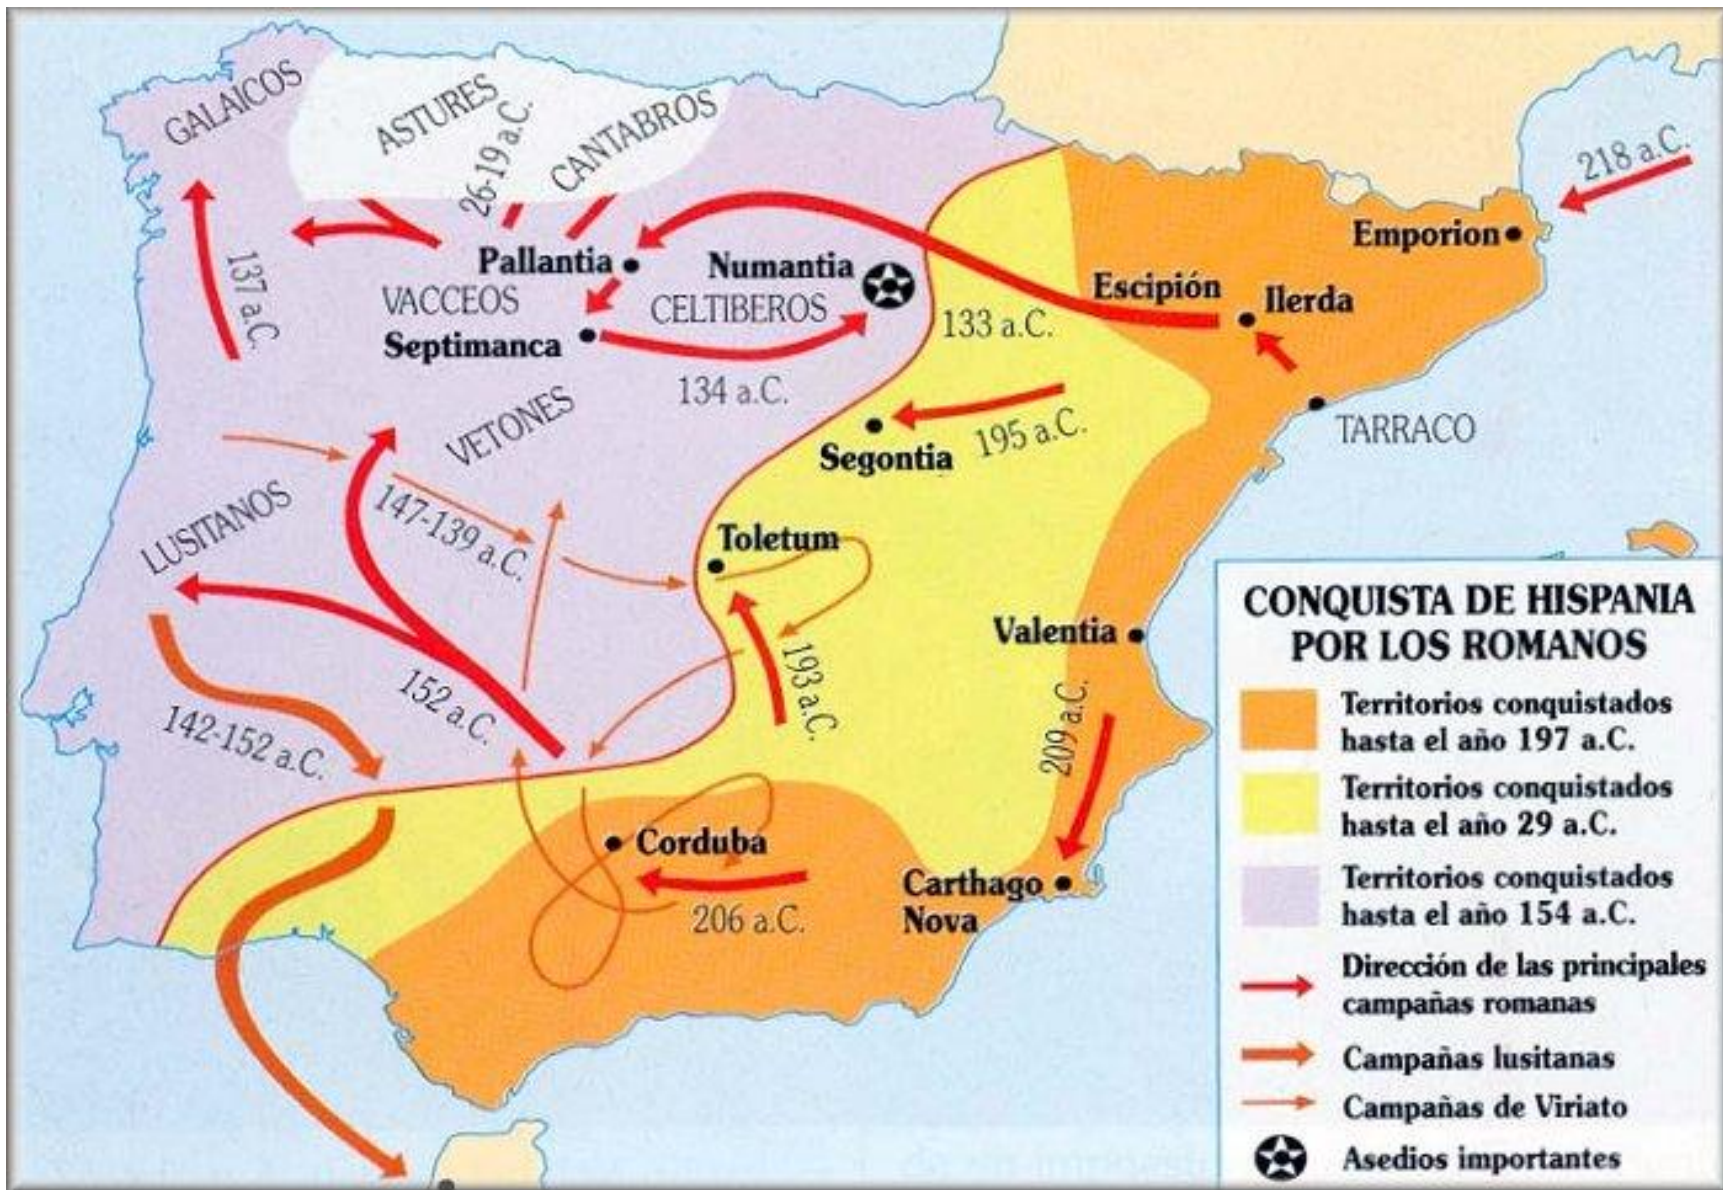 GALAICOS
ASTURES
26-19 a.C.
CANTABROS
218 a.C.
Emporion
137 a.C.
Pallantia
Numantia
VACCEOS
CELTIBEROS
Septimanca
Escipión
Ilerda
133 a.C.
134 a.C.
VETONES
195 a.C.
Segontia
TARRACO
LUSITANOS
147-139 a.C.
Toletum
Valentia
193 a.C.
152 a.C.
142-152 a.C.
209 a.C.
Corduba
206 a.C.
Carthago
Nova
CONQUISTA DE HISPANIA
POR LOS ROMANOS
Territorios conquistados
hasta el año 197 a.C.
Territorios conquistados
hasta el año 29 a.C.
Territorios conquistados
hasta el año 154 a.C.
Dirección de las principales
campañas romanas
Campañas lusitanas
Campañas de Viriato
Asedios importantes